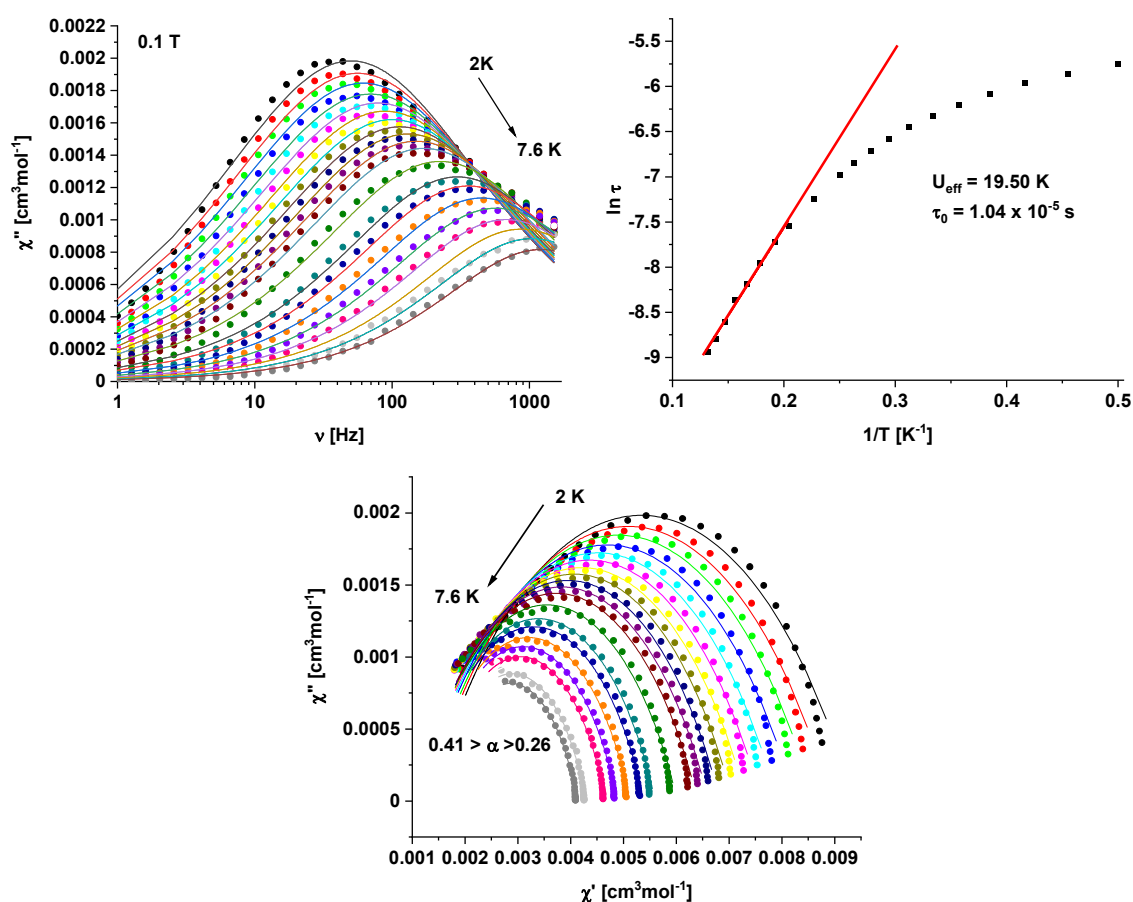 0.0022
0.0020
0.0018
0.0016
0.0014
0.0012
0.001
0.0008
0.0006
0.0004
0.0002
0
χ'' [cm³mol⁻¹]
0.1 T
2K
7.6 K
1
10
100
1000
ν [Hz]
-5.5
-6
-6.5
-7
-7.5
-8
-8.5
-9
ln τ
U_eff = 19.50 K
τ₀ = 1.04 x 10⁻⁵ s
0.1
0.2
0.3
0.4
0.5
1/T [K⁻¹]
0.002
0.0015
0.001
0.0005
0
χ'' [cm³mol⁻¹]
2 K
7.6 K
0.41 > α >0.26
0.001 0.002 0.003 0.004 0.005 0.006 0.007 0.008 0.009
χ' [cm³mol⁻¹]